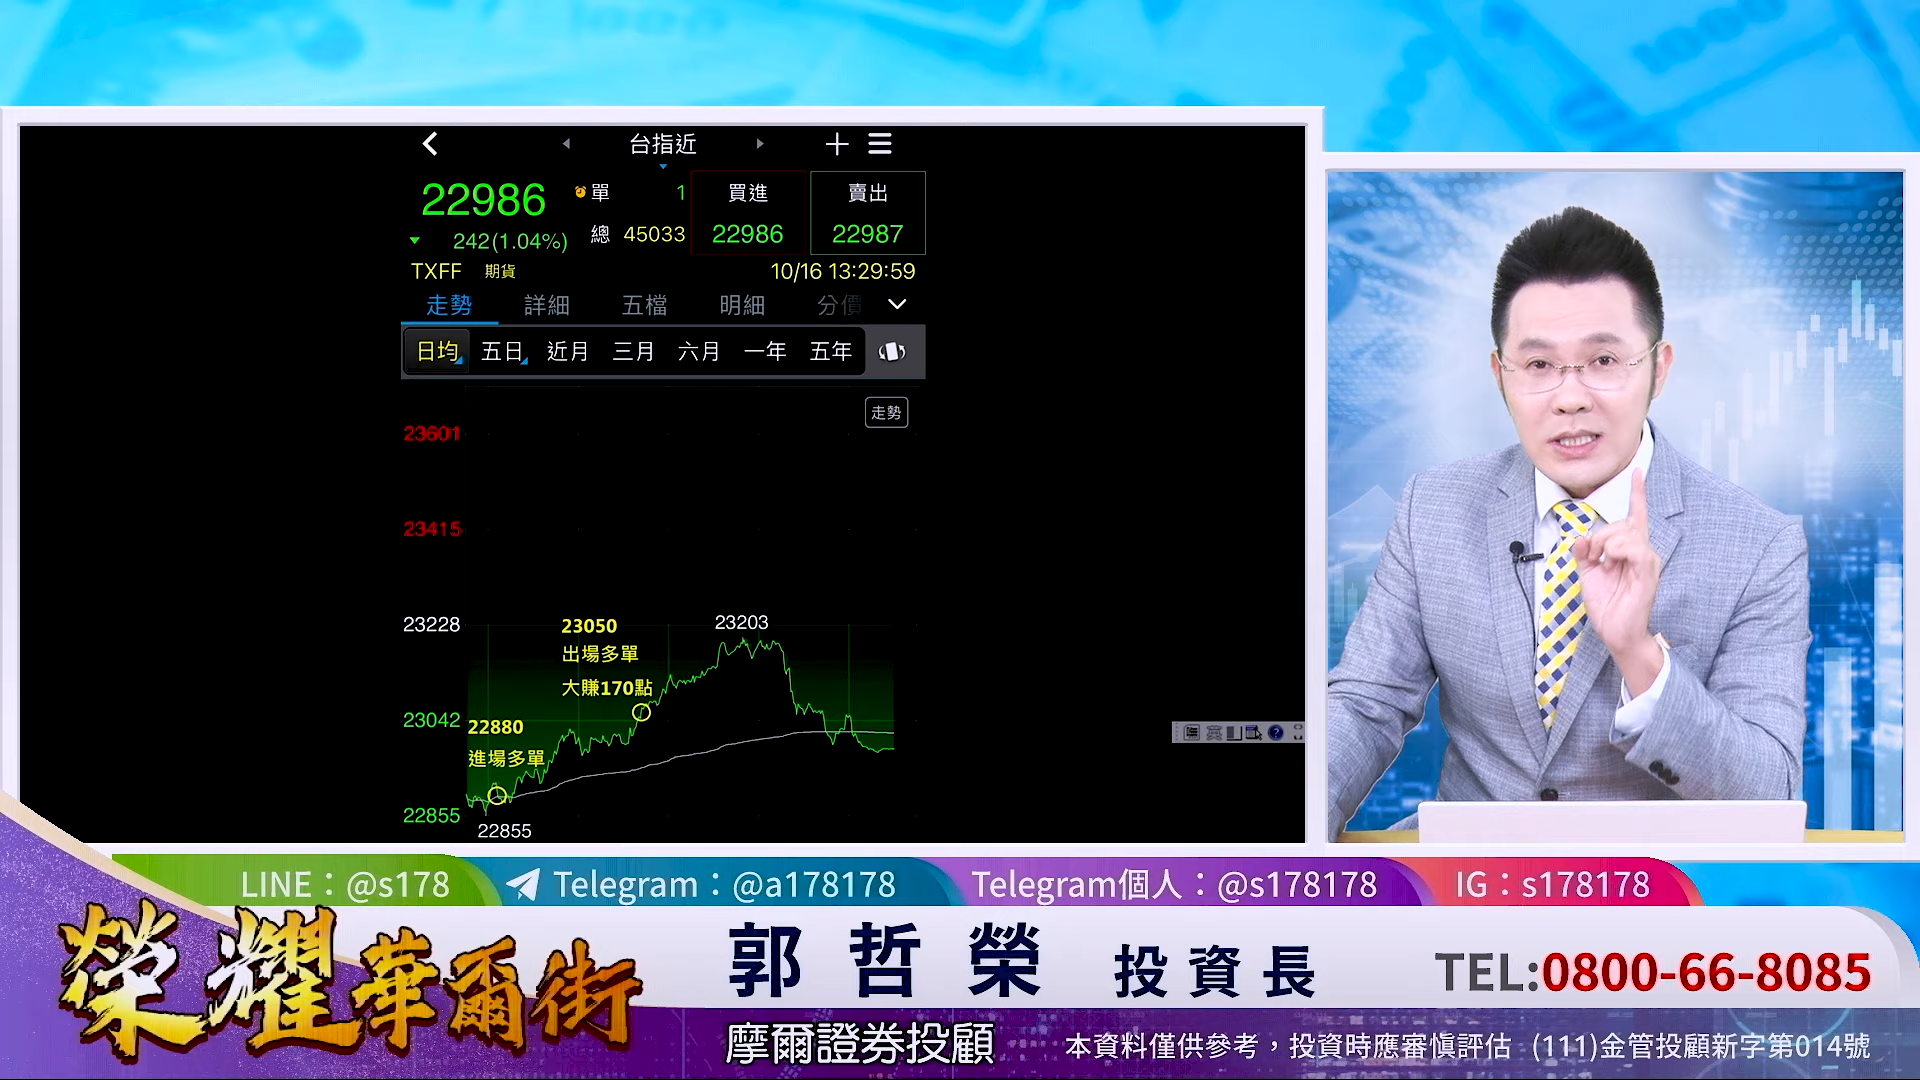 台指近
22986
242(1.04%)
單 1
總 45033
買進
22986
賣出
22987
TXFF 期貨
10/16 13:29:59
走勢 詳細 五檔 明細 分價
日均 五日 近月 三月 六月 一年 五年
走勢
23601
23415
23228
23203
23050
出場多單
大賺170點
23042
22880
進場多單
22855
22855
LINE：@s178
Telegram：@a178178
Telegram個人：@s178178
IG：s178178
榮耀華爾街
郭哲榮 投資長
TEL:0800-66-8085
摩爾證券投顧
本資料僅供參考，投資時應審慎評估 (111)金管投顧新字第014號